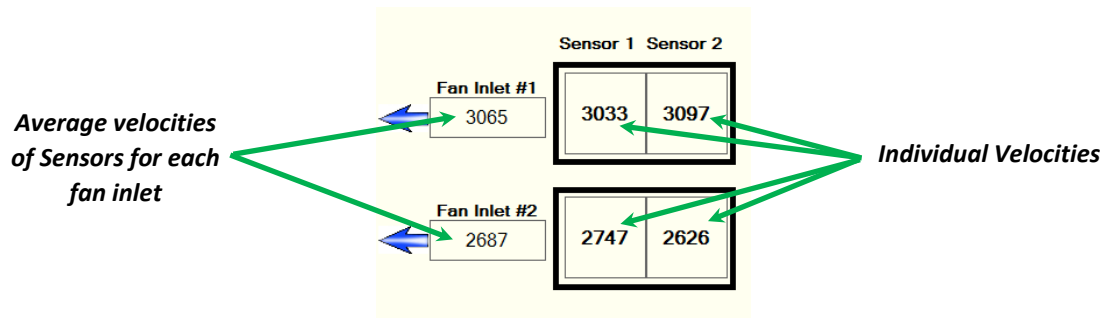 Sensor 1 Sensor 2
Fan Inlet #1
3065
3033 3097
Average velocities
of Sensors for each
fan inlet
Individual Velocities
Fan Inlet #2
2687
2747 2626